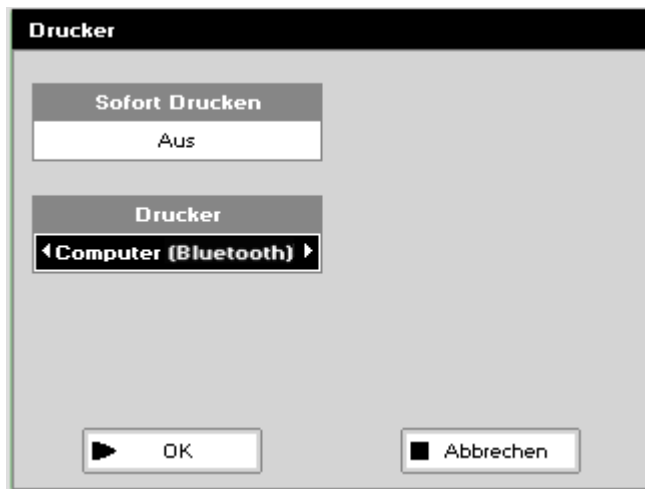 Drucker
Sofort Drucken
Aus
Drucker
Computer (Bluetooth)
OK
Abbrechen